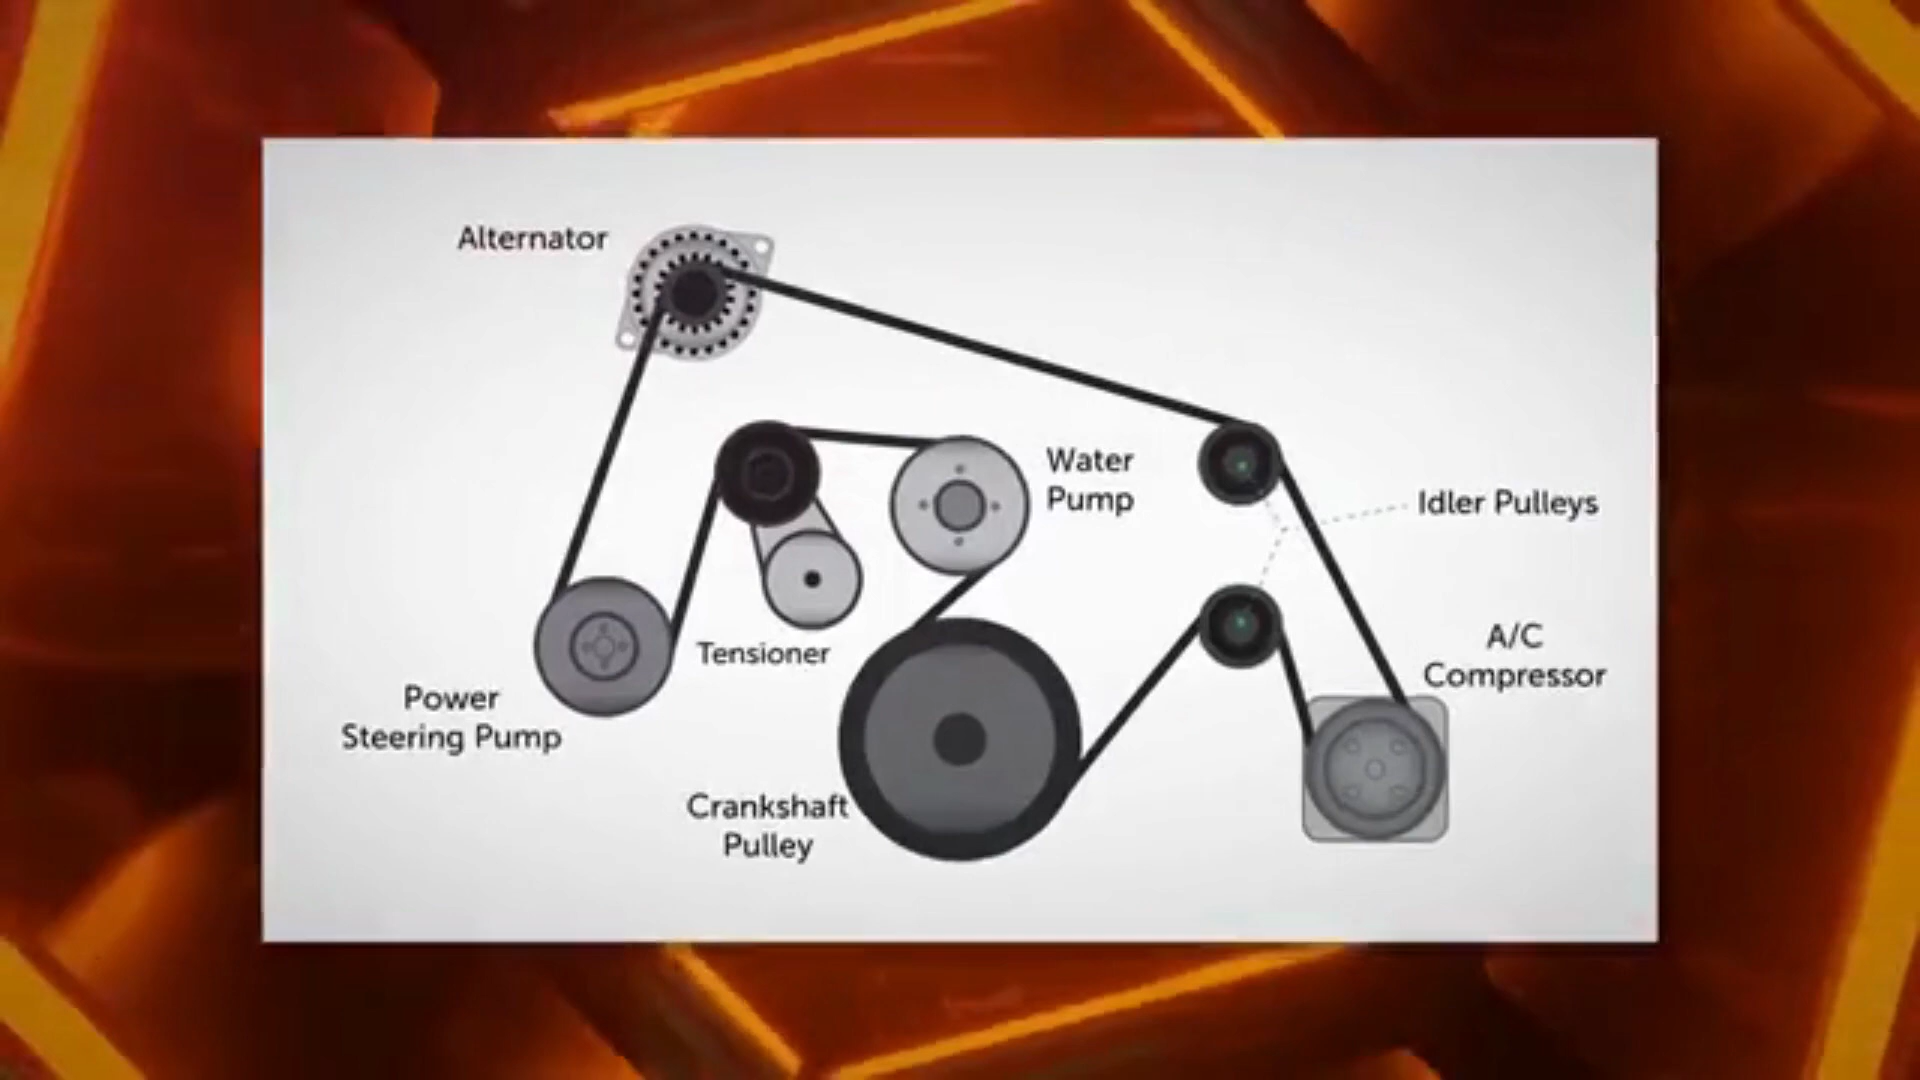 Alternator
Water
Pump
Idler Pulleys
A/C
Compressor
Tensioner
Power
Steering Pump
Crankshaft
Pulley